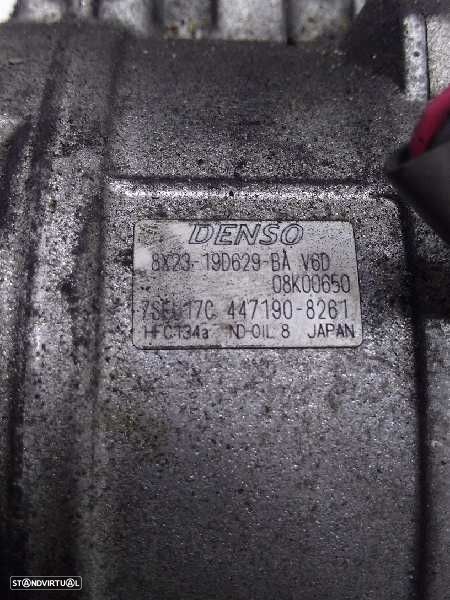 DENSO
8X23-19D629-BA V6D
08K00650
7SEU17C 447190-8261
HFC134a ND-OIL 8 JAPAN
STANDVIRTUAL